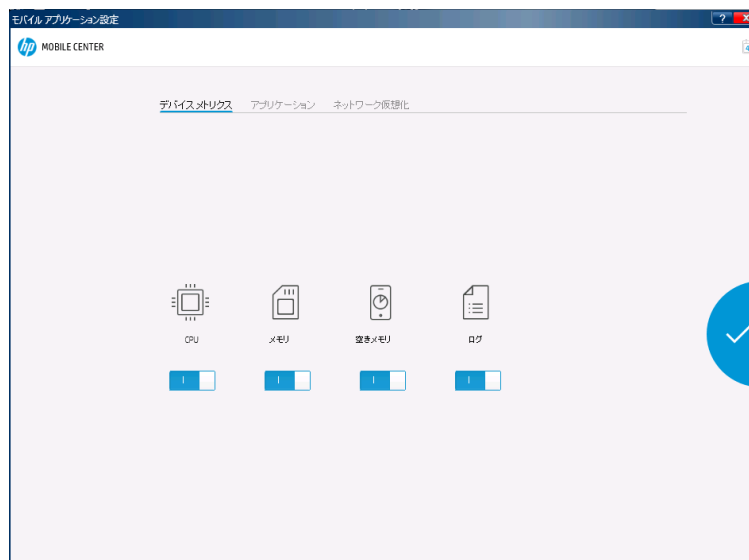 モバイル アプリケーション設定
?
hp MOBILE CENTER
デバイス メトリクス アプリケーション ネットワーク仮想化
CPU メモリ 空きメモリ ログ